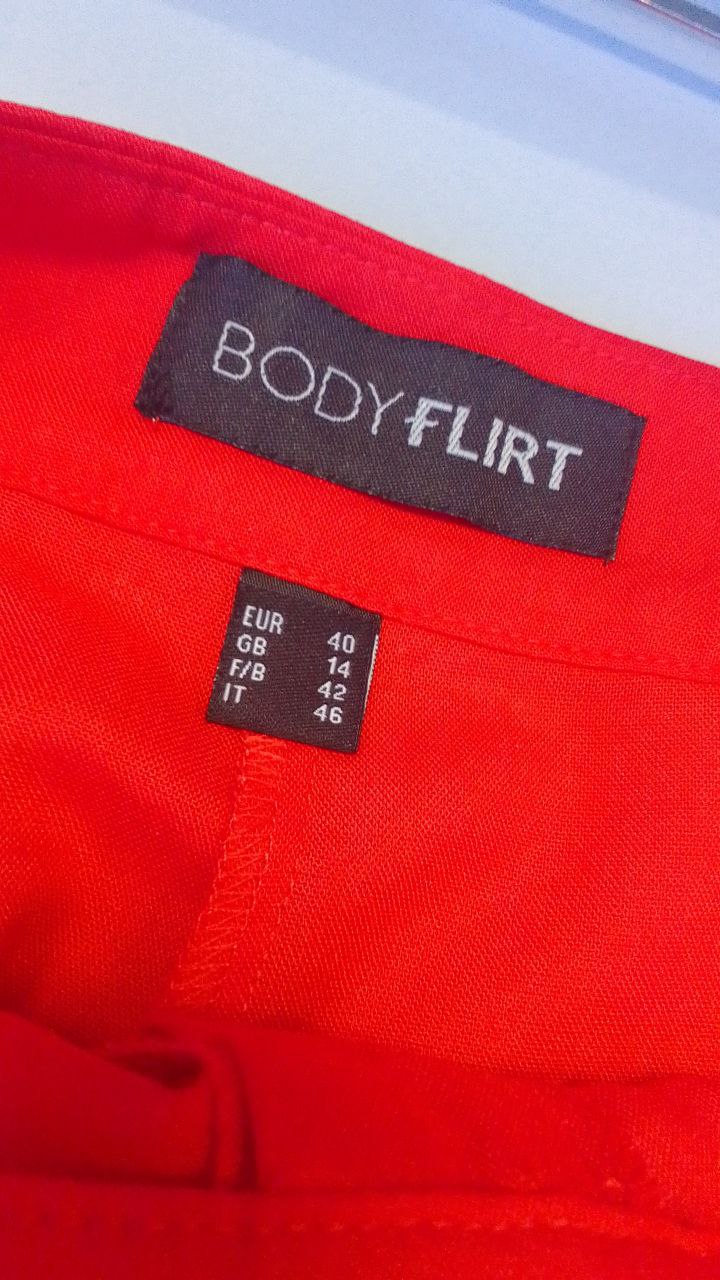 BODYFLIRT
EUR 40
GB 14
F/B 42
IT 46